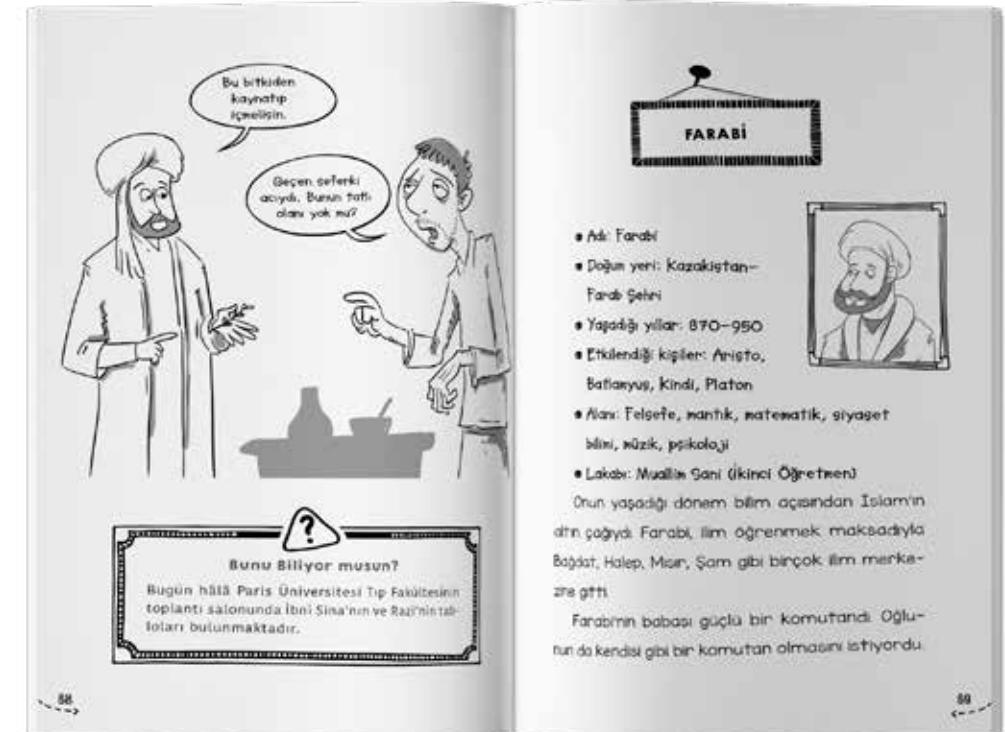 Bu bitkiden
kaynatıp
içmelisin.
Geçen seferki
acıydı. Bunun tatlı
olanı yok mu?
?
Bunu Biliyor musun?
Bugün hâlâ Paris Üniversitesi Tıp Fakültesinin
toplantı salonunda İbni Sina'nın ve Razi'nin tab-
loları bulunmaktadır.
58
FARABİ
• Adı: Farabi
• Doğum yeri: Kazakistan-
Farab Şehri
• Yaşadığı yıllar: 870-950
• Etkilendiği kişiler: Aristo,
Batlamyus, Kindi, Platon
• Alanı: Felsefe, mantık, matematik, siyaset
bilimi, müzik, psikoloji
• Lakabı: Muallim Sani (İkinci Öğretmen)
Onun yaşadığı dönem bilim açısından İslam'ın
altın çağıydı. Farabi, ilim öğrenmek maksadıyla
Bağdat, Halep, Mısır, Şam gibi birçok ilim merke-
zine gitti.
Farabi'nin babası güçlü bir komutandı. Oğlu-
nun da kendisi gibi bir komutan olmasını istiyordu.
59